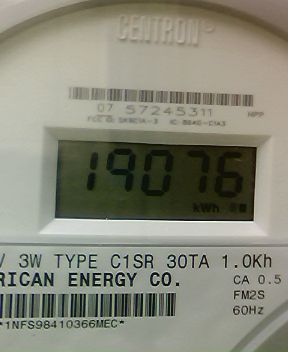 CENTRON®
07 57245311 NPP
19076
kWh
V 3W TYPE C1SR 30TA 1.0Kh
RICAN ENERGY CO. CA 0.5
FM2S
*1NFS98410366MEC* 60Hz